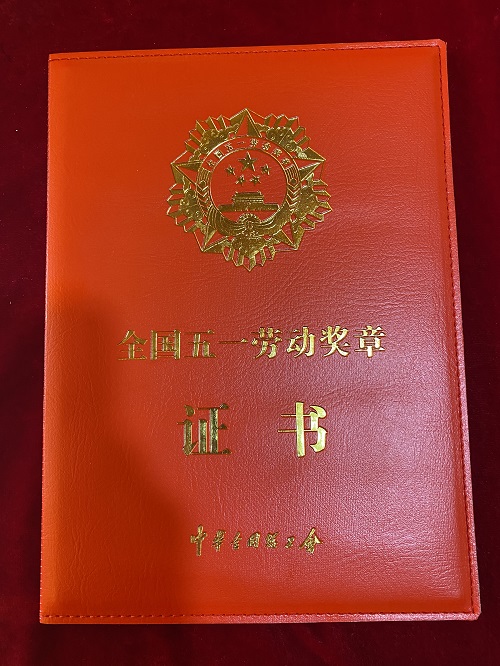 全国五一劳动奖章
证书
中华全国总工会